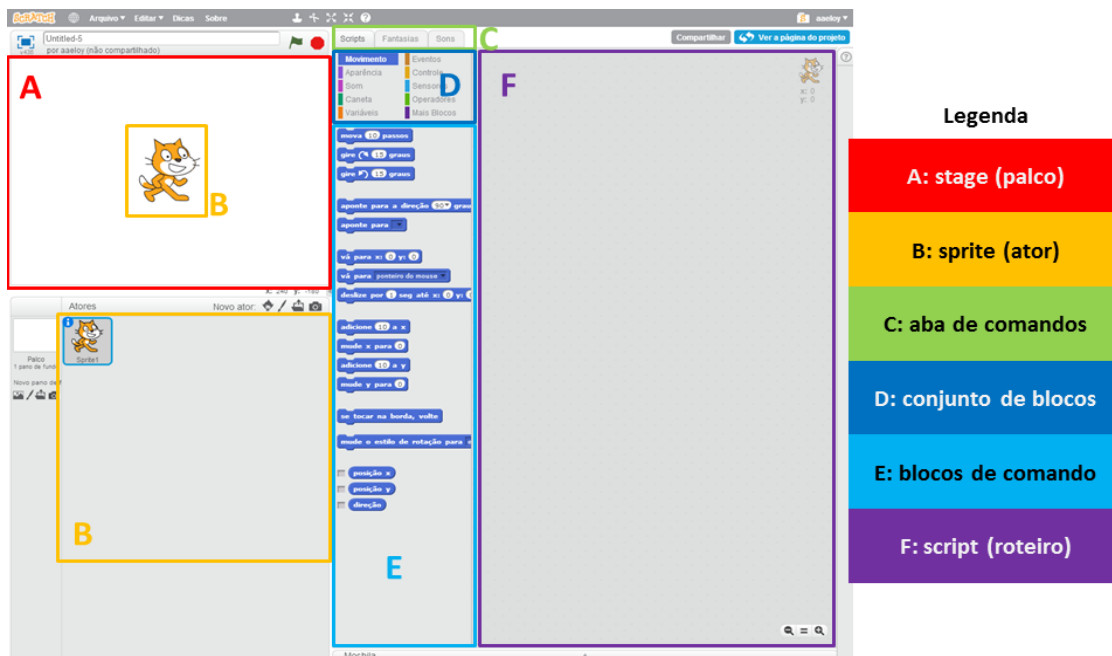 SCRATCH Arquivo Editar Dicas Sobre aaeloy
Untitled-5
por aaeloy (não compartilhado)
Scripts Fantasias Sons
C
Compartilhar Ver a página do projeto
A
Movimento Eventos
Aparência Controle
Som Sensores
Caneta Operadores
Variáveis Mais Blocos
D
F
x: 0
y: 0
B
mova 10 passos
gire 15 graus
gire 15 graus
aponte para a direção 90 grau
aponte para
vá para x: 0 y: 0
vá para ponteiro do mouse
deslize por 1 seg até x: 0 y: 0
adicione 10 a x
mude x para 0
adicione 10 a y
mude y para 0
se tocar na borda, volte
mude o estilo de rotação para
posição x
posição y
direção
E
x: 240 y: -180
Atores Novo ator:
Sprite1
Palco
1 pano de fundo
Novo pano de
B
Mochila
Legenda
A: stage (palco)
B: sprite (ator)
C: aba de comandos
D: conjunto de blocos
E: blocos de comando
F: script (roteiro)